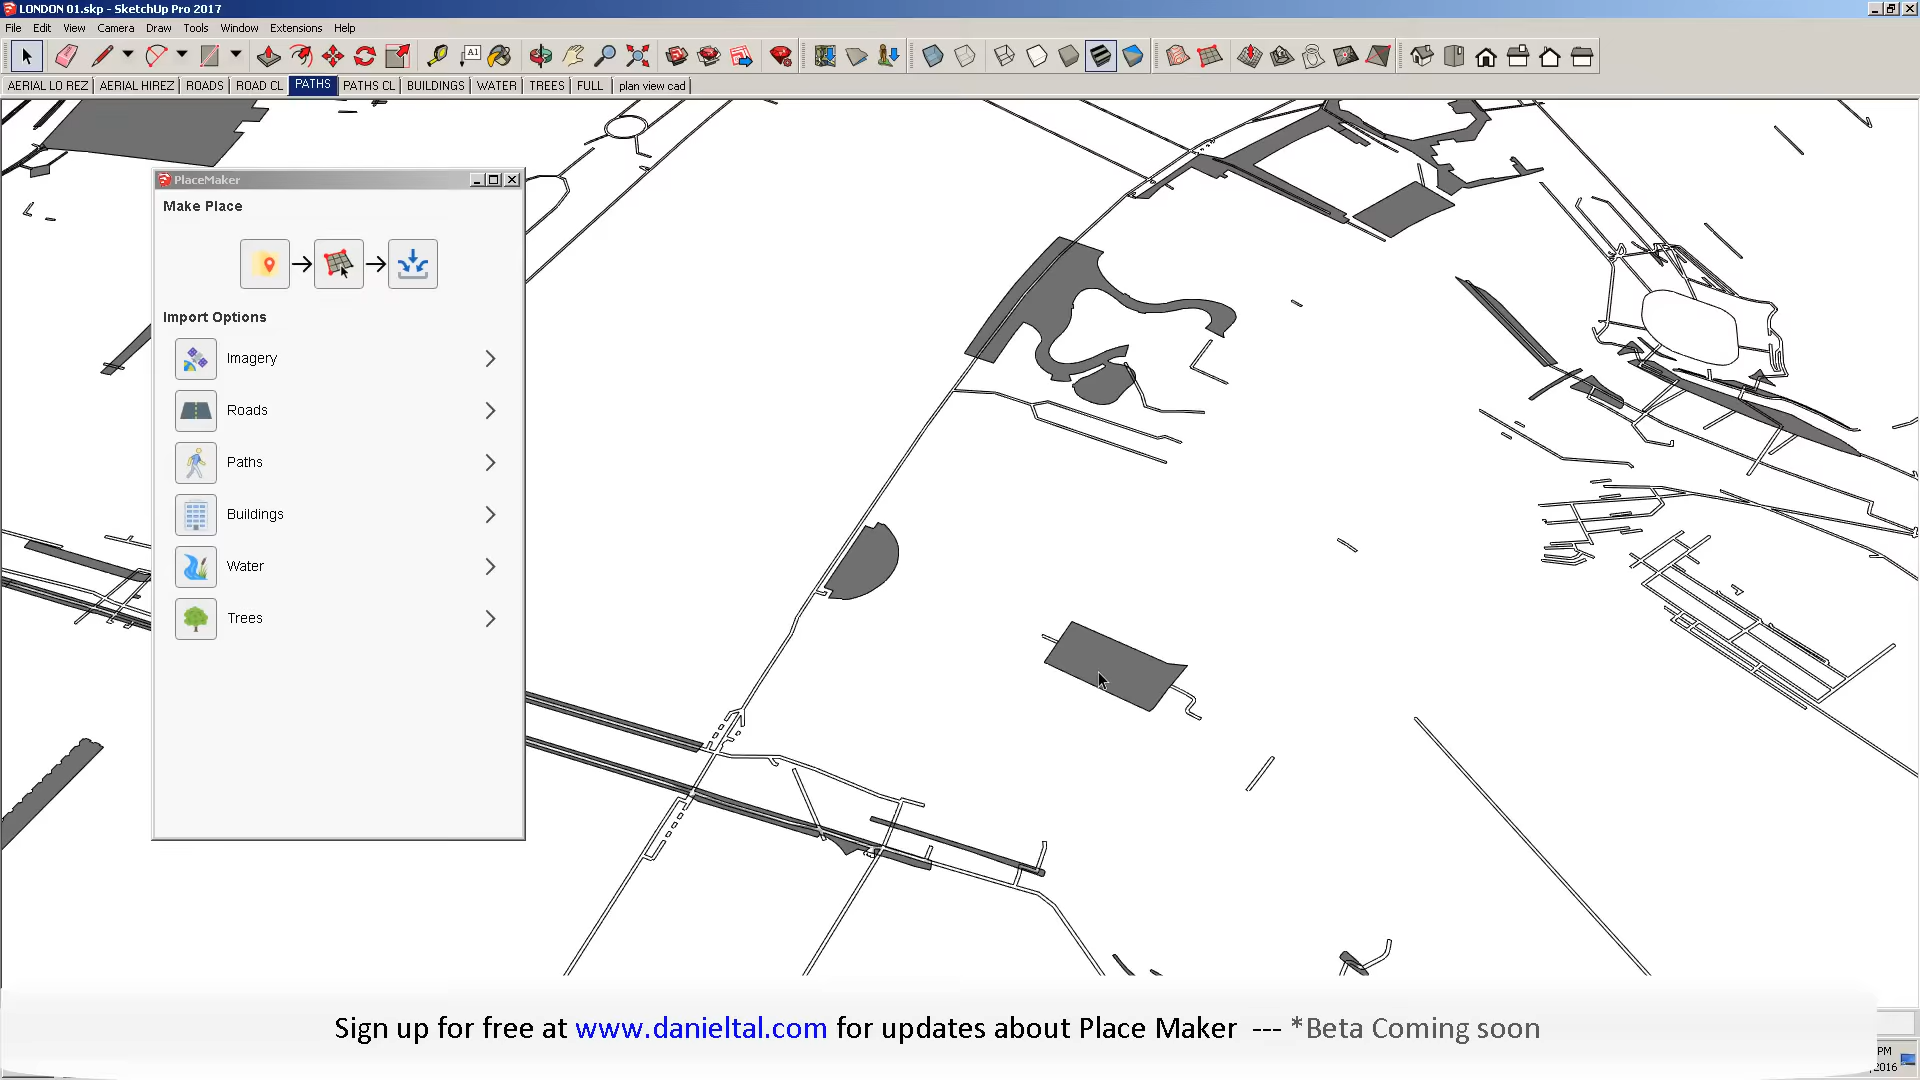 LONDON 01.skp - SketchUp Pro 2017
File Edit View Camera Draw Tools Window Extensions Help
A1
AERIAL LO REZ AERIAL HIREZ ROADS ROAD CL PATHS PATHS CL BUILDINGS WATER TREES FULL plan view cad
PlaceMaker
Make Place
Import Options
Imagery
Roads
Paths
Buildings
Water
Trees
Sign up for free at www.danieltal.com for updates about Place Maker --- *Beta Coming soon
PM
2016